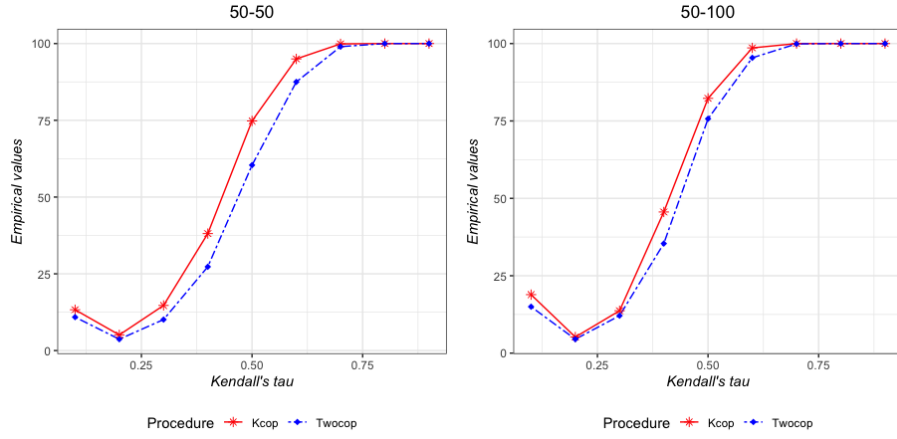 50-50
100
75
50
25
0
Empirical values
0.25 0.50 0.75
Kendall's tau
Procedure Kcop Twocop
50-100
100
75
50
25
0
Empirical values
0.25 0.50 0.75
Kendall's tau
Procedure Kcop Twocop